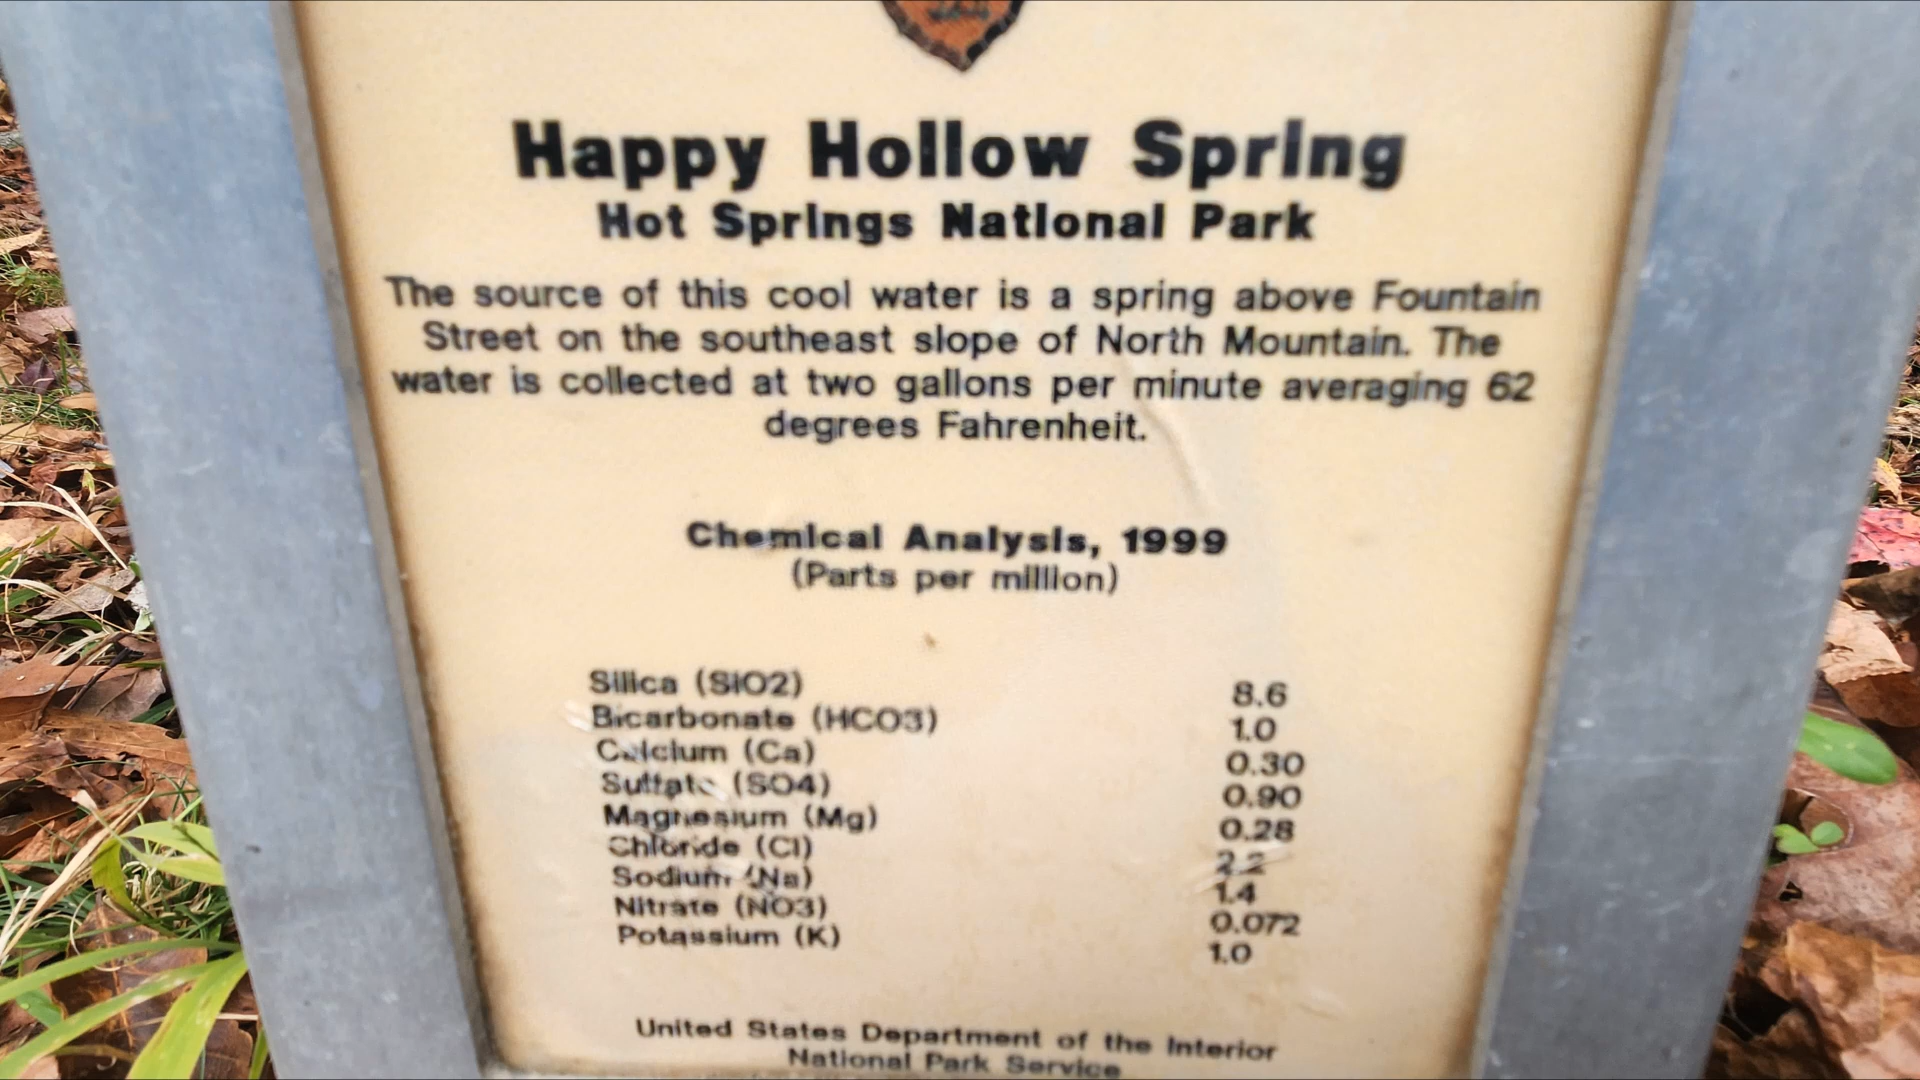 Happy Hollow Spring
Hot Springs National Park
The source of this cool water is a spring above Fountain
Street on the southeast slope of North Mountain. The
water is collected at two gallons per minute averaging 62
degrees Fahrenheit.
Chemical Analysis, 1999
(Parts per million)
Silica (SiO2) 8.6
Bicarbonate (HCO3) 1.0
Calcium (Ca) 0.30
Sulfate (SO4) 0.90
Magnesium (Mg) 0.28
Chloride (Cl) 2.2
Sodium (Na) 1.4
Nitrate (NO3) 0.072
Potassium (K) 1.0
United States Department of the Interior
National Park Service